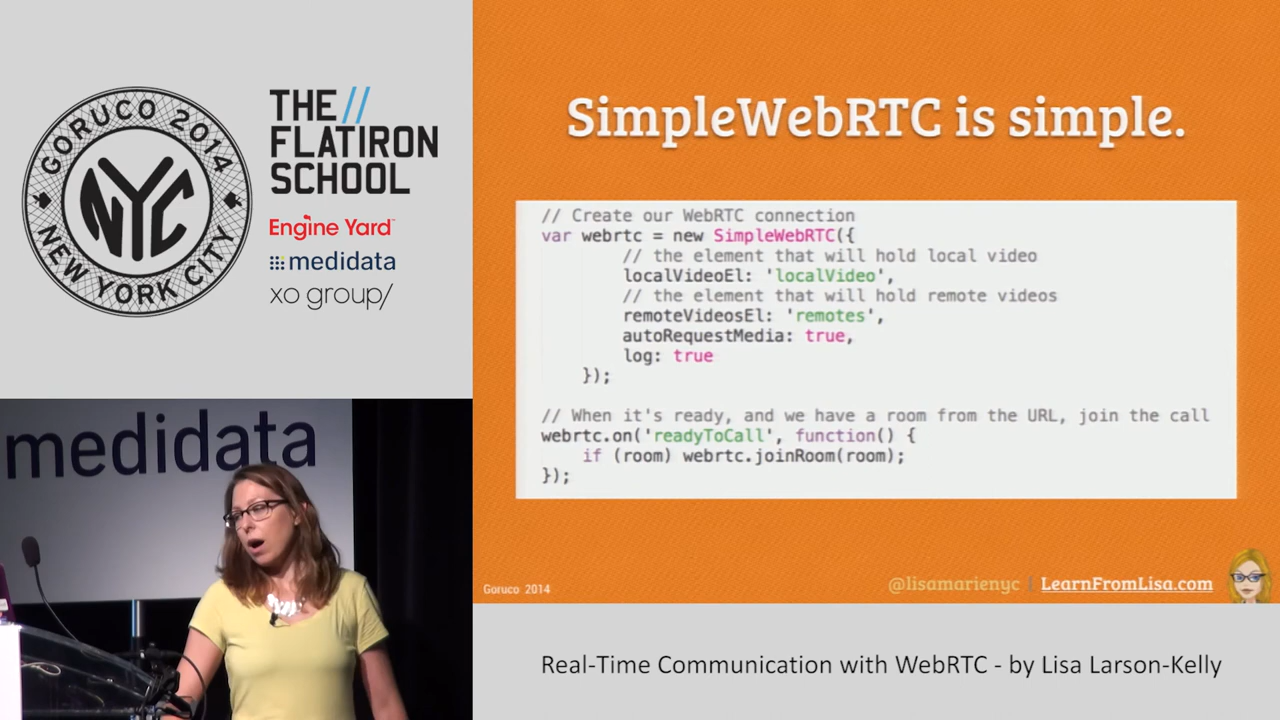 GORUCO 2014
NYC
NEW YORK CITY
THE//
FLATIRON
SCHOOL
Engine Yard™
medidata
xo group/
SimpleWebRTC is simple.
// Create our WebRTC connection
var webrtc = new SimpleWebRTC({
// the element that will hold local video
localVideoEl: 'localVideo',
// the element that will hold remote videos
remoteVideosEl: 'remotes',
autoRequestMedia: true,
log: true
});
// When it's ready, and we have a room from the URL, join the call
webrtc.on('readyToCall', function() {
if (room) webrtc.joinRoom(room);
});
Goruco 2014
@lisamarienyc | LearnFromLisa.com
medidata
Real-Time Communication with WebRTC - by Lisa Larson-Kelly